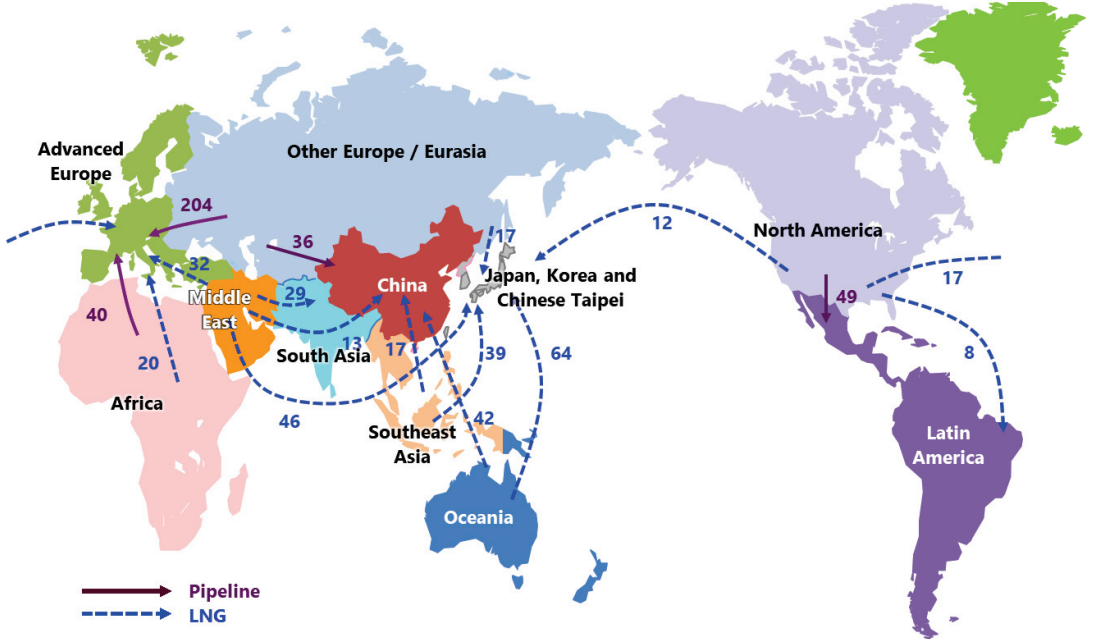 Advanced
Europe
Other Europe / Eurasia
204
12
17
36
North America
32
Japan, Korea and
Chinese Taipei
17
China
Middle
East
29
49
40
13
South Asia
17
39
64
8
20
Africa
46
42
Southeast
Asia
Latin
America
Oceania
Pipeline
LNG